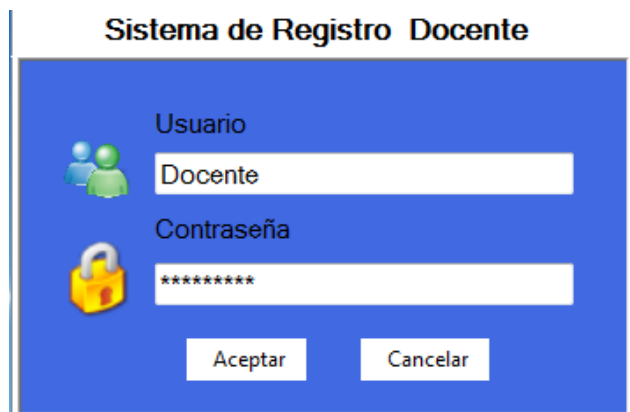 Sistema de Registro Docente
Usuario
Docente
Contraseña
*********
Aceptar Cancelar